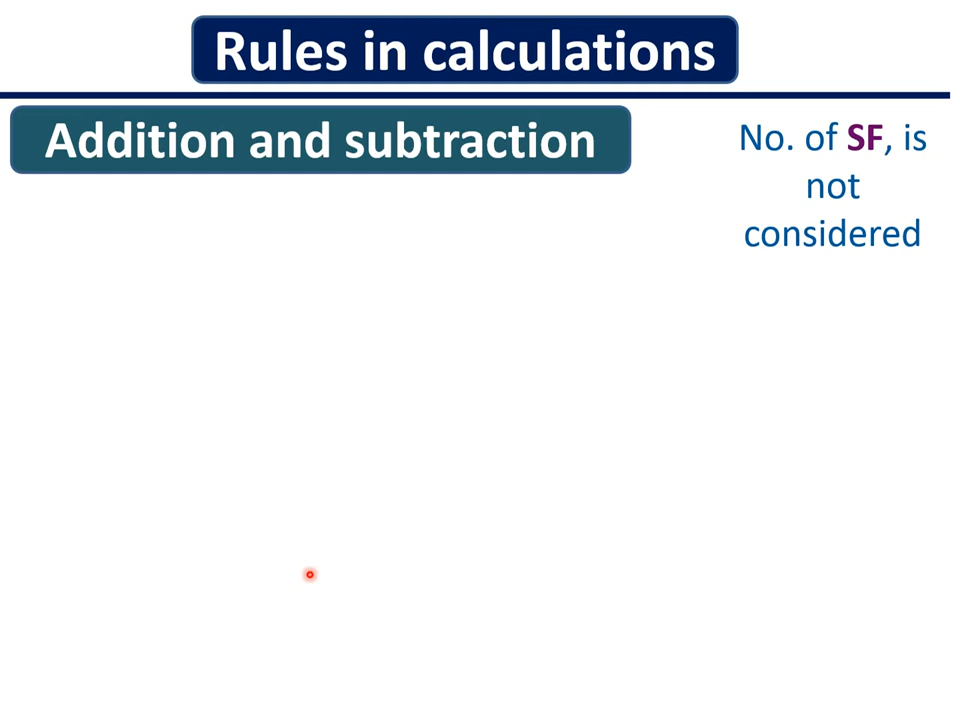 Rules in calculations
Addition and subtraction
No. of SF, is
not
considered